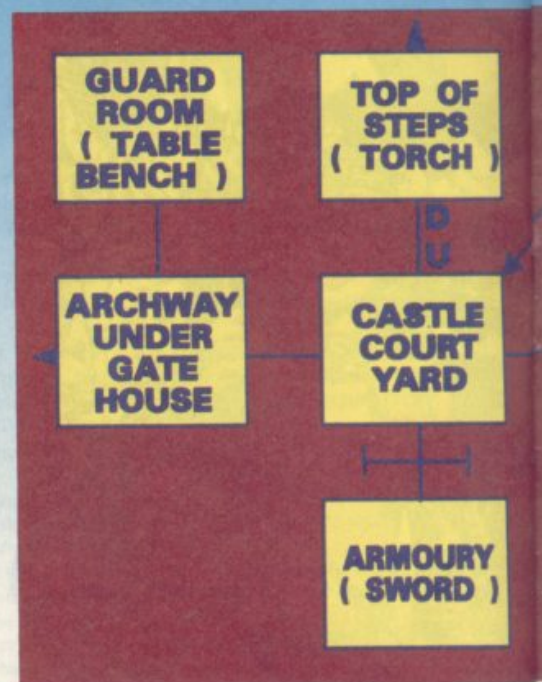 GUARD
ROOM
( TABLE
BENCH )
TOP OF
STEPS
( TORCH )
D
U
ARCHWAY
UNDER
GATE
HOUSE
CASTLE
COURT
YARD
ARMOURY
( SWORD )